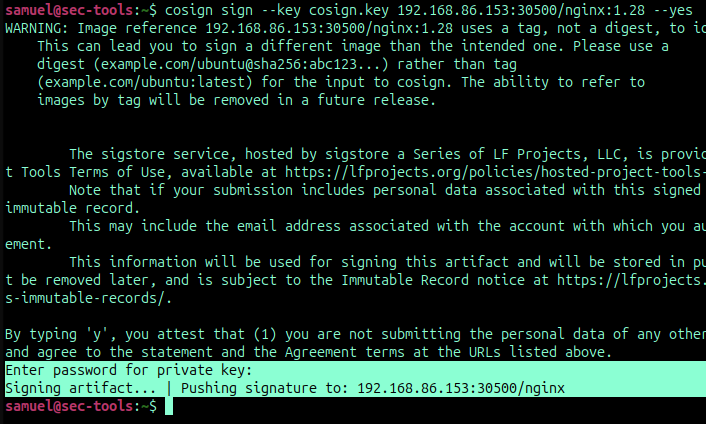 samuel@sec-tools:~$ cosign sign --key cosign.key 192.168.86.153:30500/nginx:1.28 --yes
WARNING: Image reference 192.168.86.153:30500/nginx:1.28 uses a tag, not a digest, to
This can lead you to sign a different image than the intended one. Please use a
digest (example.com/ubuntu@sha256:abc123...) rather than tag
(example.com/ubuntu:latest) for the input to cosign. The ability to refer to
images by tag will be removed in a future release.
The sigstore service, hosted by sigstore a Series of LF Projects, LLC, is
t Tools Terms of Use, available at https://lfprojects.org/policies/hosted-project-tools-
Note that if your submission includes personal data associated with this signed
immutable record.
This may include the email address associated with the account with which you
ement.
This information will be used for signing this artifact and will be stored in
t be removed later, and is subject to the Immutable Record notice at https://lfprojects.
s-immutable-records/.
By typing 'y', you attest that (1) you are not submitting the personal data of any other
and agree to the statement and the Agreement terms at the URLs listed above.
Enter password for private key:
Signing artifact... | Pushing signature to: 192.168.86.153:30500/nginx
samuel@sec-tools:~$